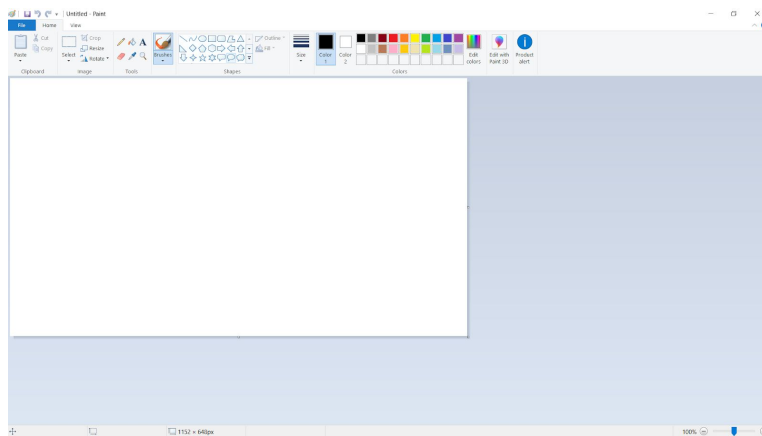 Untitled - Paint
File Home View
Paste Cut Copy Select Crop Resize Rotate A Brushes Outline Fill Size Color 1 Color 2 Edit colors Edit with Paint 3D Product alert
Clipboard Image Tools Shapes Colors
1152 × 648px 100%